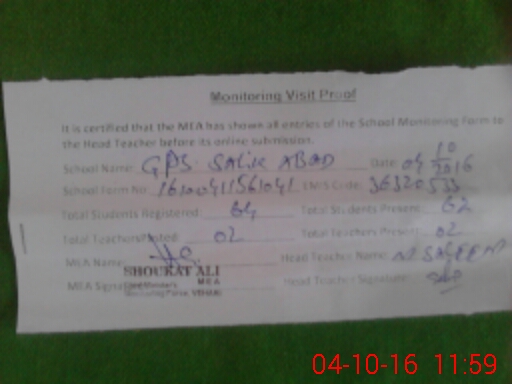 Monitoring Visit Proof
It is certified that the MEA has shown all entries of the School Monitoring Form to
the Head Teacher before its online submission.
School Name: GPS SALIK ABAD Date: 04/10/2016
School Form No: EMIS Code: 36320533
Total Students Registered: 64 Total Students Present: 62
Total Teachers Posted: 02 Total Teachers Present: 02
MEA Name: Head Teacher Name: M SALEEM
SHOUKAT ALI
MEA Signature: MEA Head Teacher Signature:
04-10-16 11:59